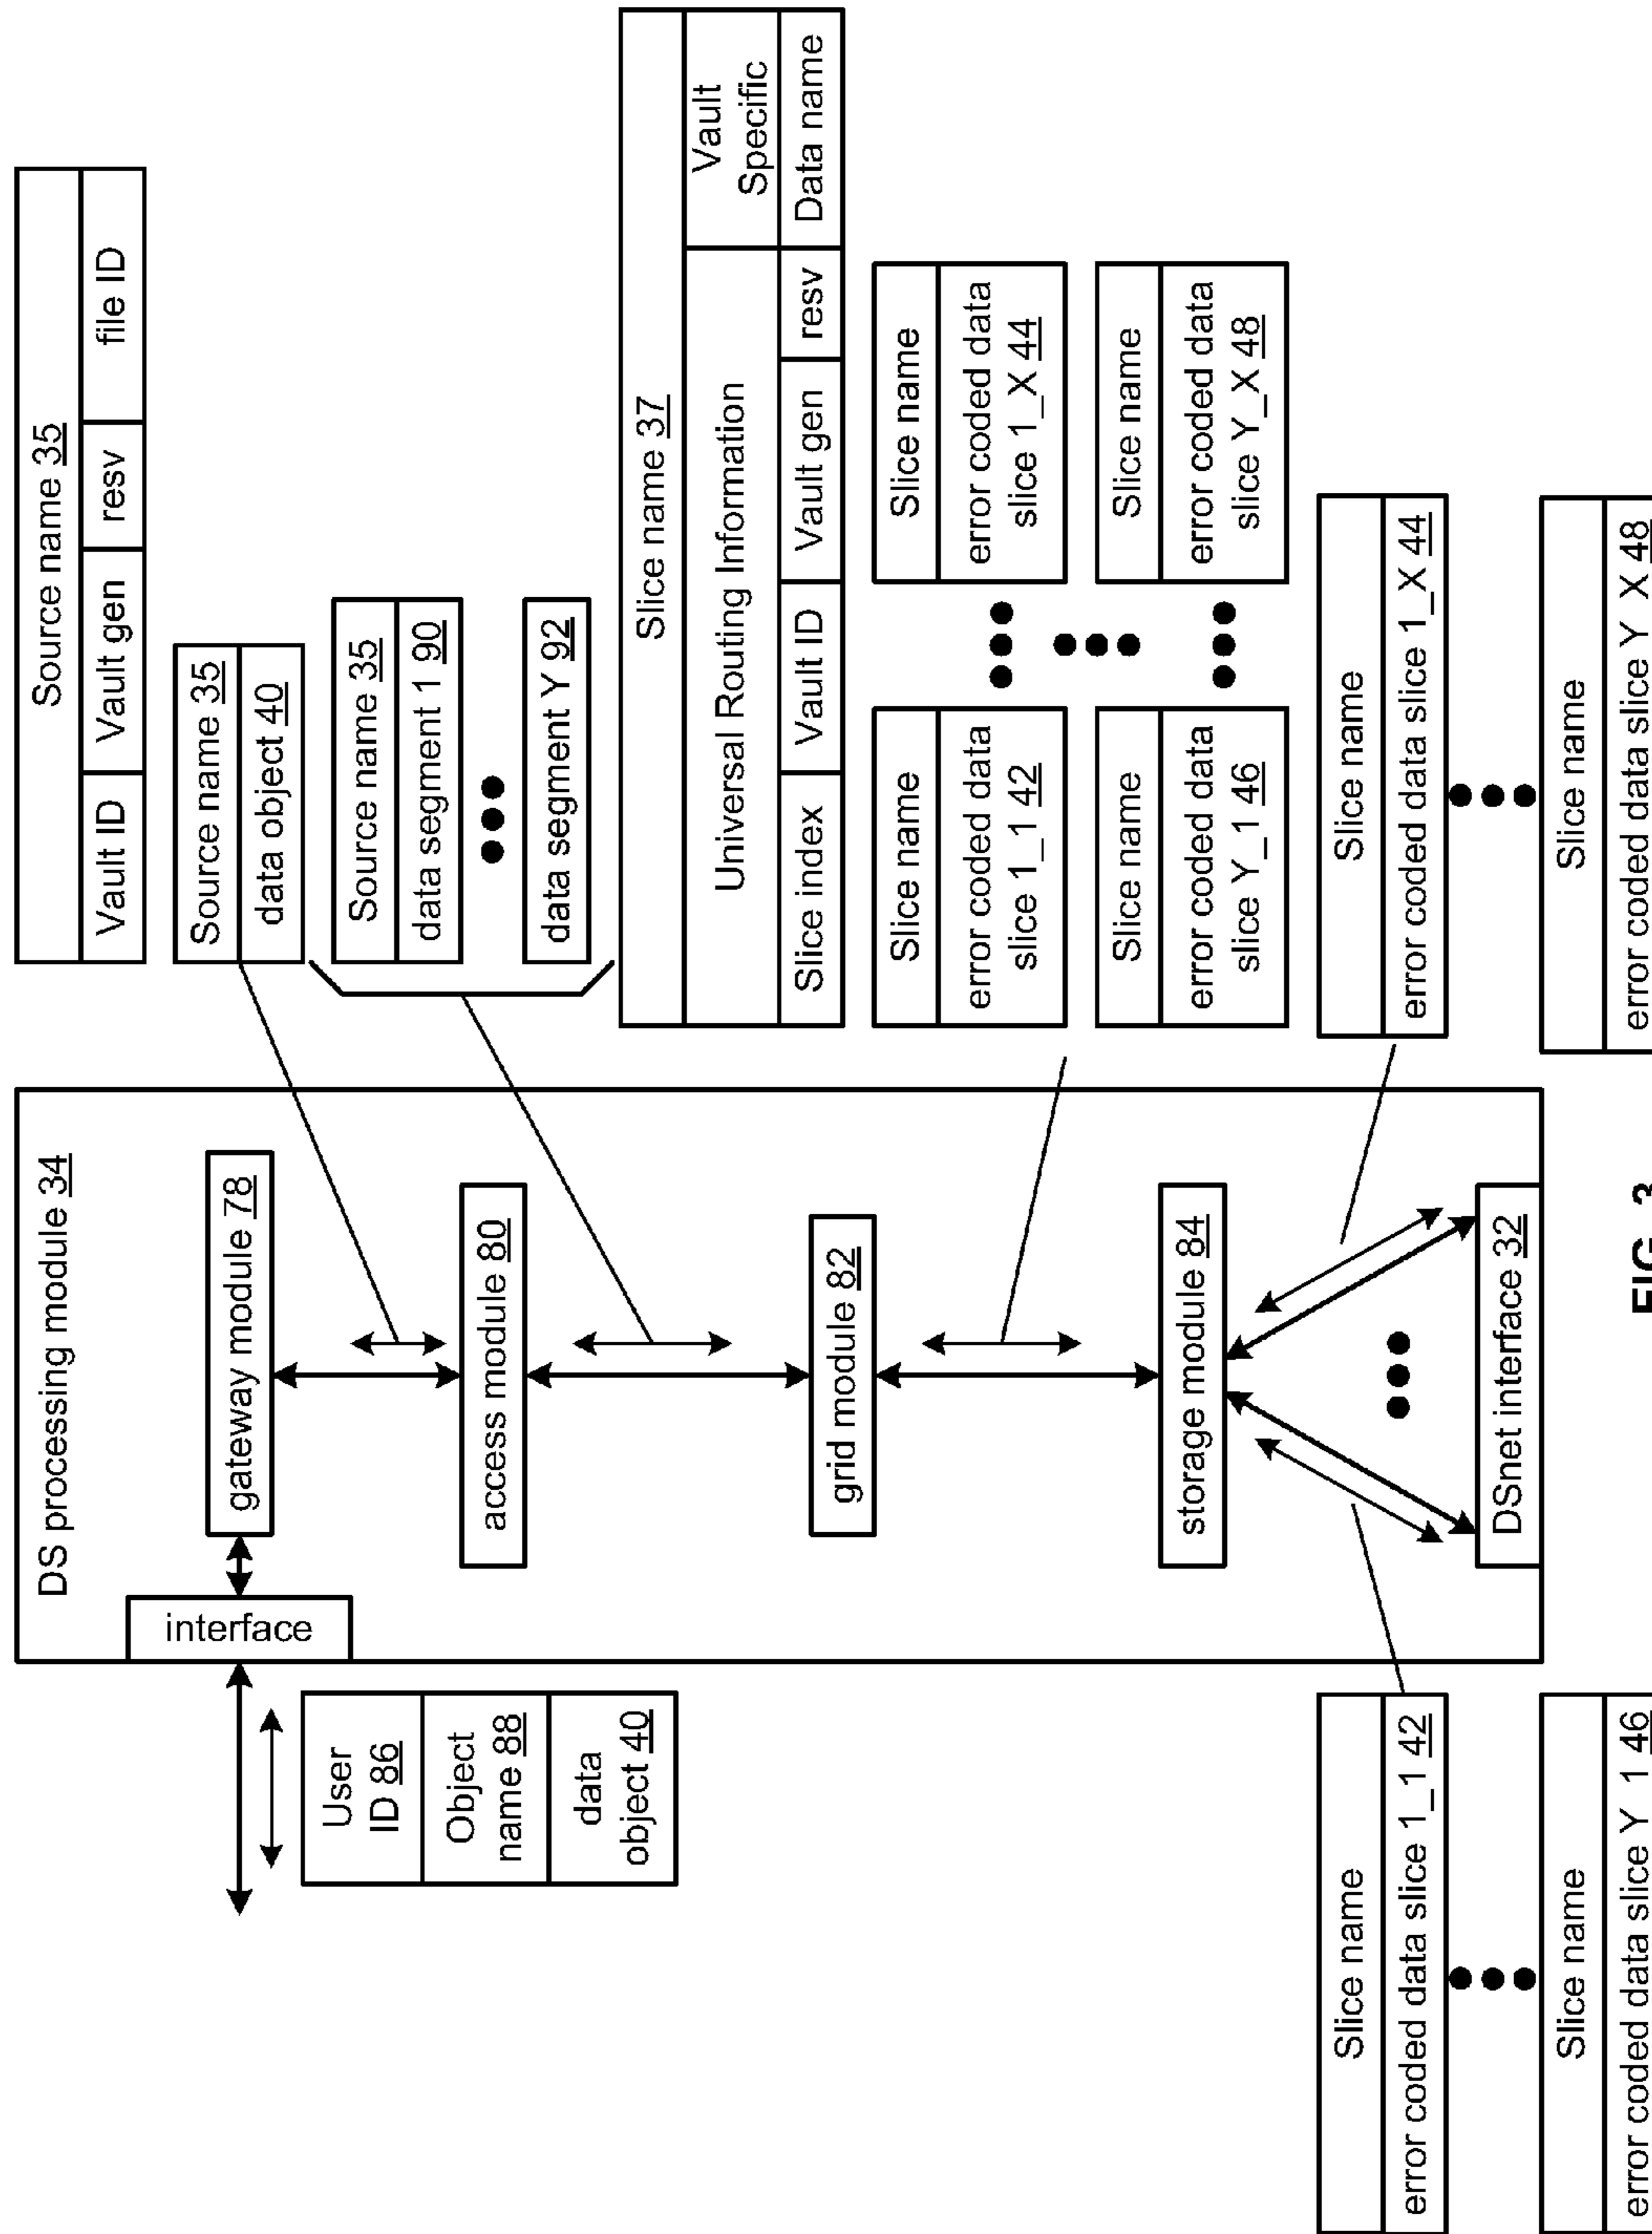 DS processing module 34
interface
gateway module 78
access module 80
grid module 82
storage module 84
DSnet interface 32
User
ID 86
Object
name 88
data
object 40
Source name 35
Vault ID
Vault gen
resv
file ID
Source name 35
data object 40
Source name 35
data segment 1 90
data segment Y 92
Slice name 37
Universal Routing Information
Vault
Specific
Slice index
Vault ID
Vault gen
resv
Data name
Slice name
error coded data
slice 1_1 42
Slice name
error coded data
slice 1_X 44
Slice name
error coded data
slice Y_1 46
Slice name
error coded data
slice Y_X 48
Slice name
error coded data slice 1_1 42
Slice name
error coded data slice Y_1 46
Slice name
error coded data slice 1_X 44
Slice name
error coded data slice Y_X 48
FIG. 3